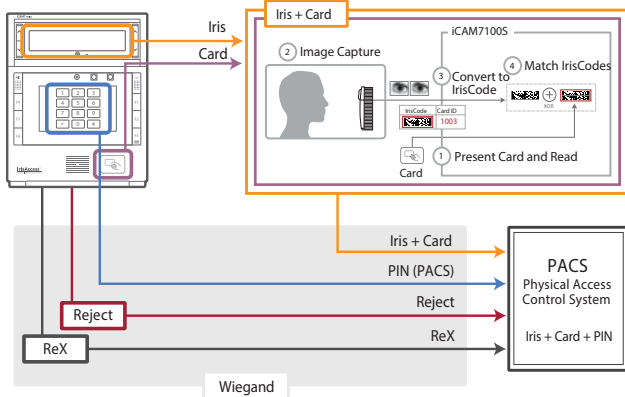 Iris + Card
Iris
Card
iCAM7100S
2 Image Capture
3 Convert to
IrisCode
4 Match IrisCodes
XOR
IrisCode Card ID
1003
1 Present Card and Read
Card
1 2 3
4 5 6
7 8 9
* 0 #
IrisAccess
Iris + Card
PIN (PACS)
Reject
ReX
Reject
ReX
Wiegand
PACS
Physical Access
Control System
Iris + Card + PIN